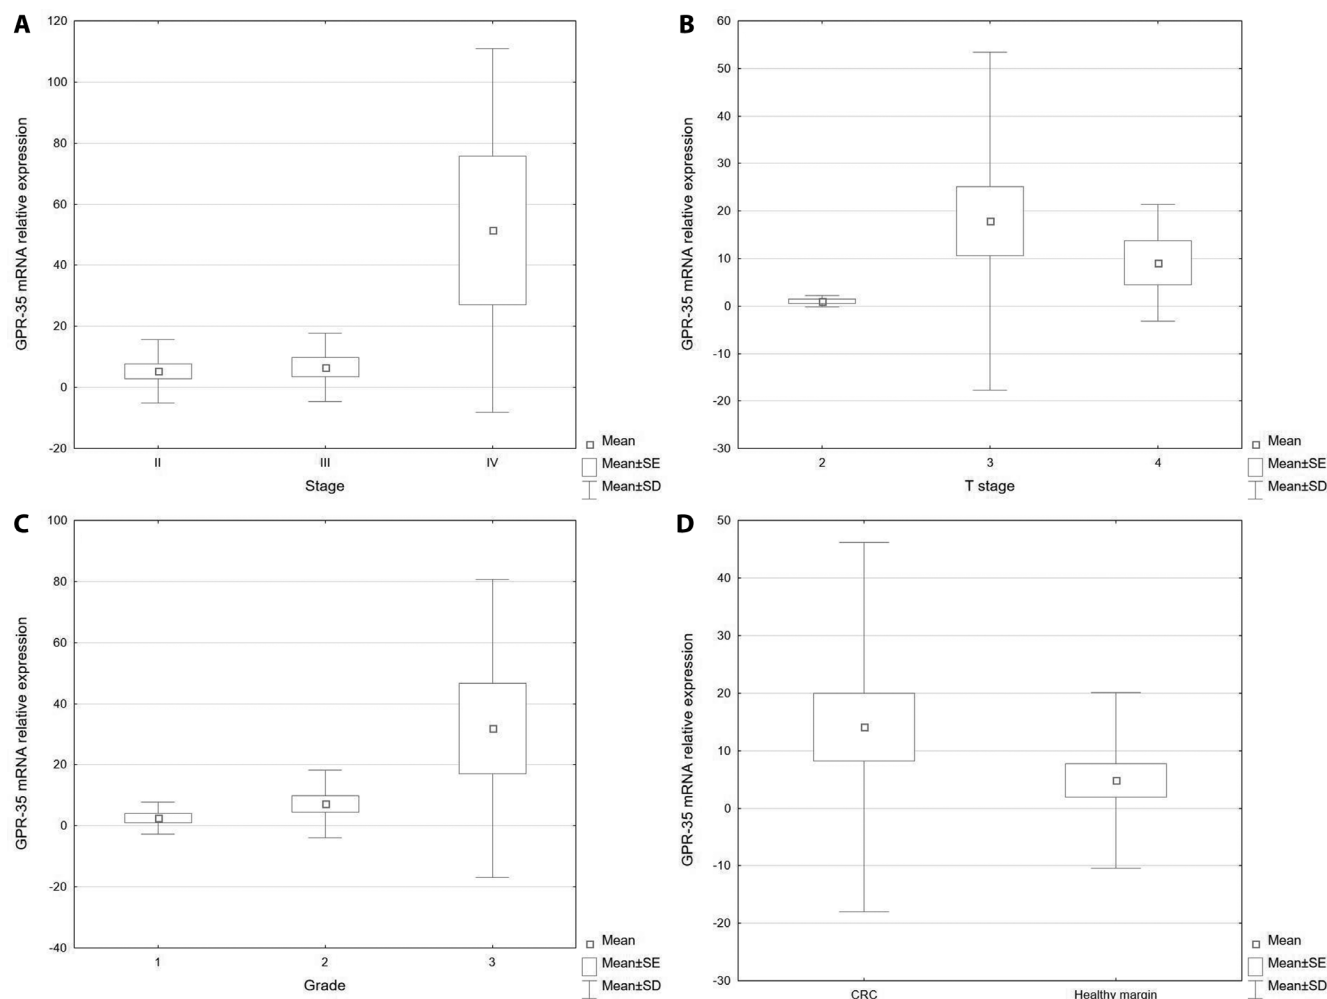 A
GPR-35 mRNA relative expression
120
100
80
60
40
20
0
-20
II III IV
Stage
Mean
Mean±SE
Mean±SD
B
GPR-35 mRNA relative expression
60
50
40
30
20
10
0
-10
-20
-30
2 3 4
T stage
Mean
Mean±SE
Mean±SD
C
GPR-35 mRNA relative expression
100
80
60
40
20
0
-20
-40
1 2 3
Grade
Mean
Mean±SE
Mean±SD
D
GPR-35 mRNA relative expression
50
40
30
20
10
0
-10
-20
-30
CRC Healthy margin
Mean
Mean±SE
Mean±SD